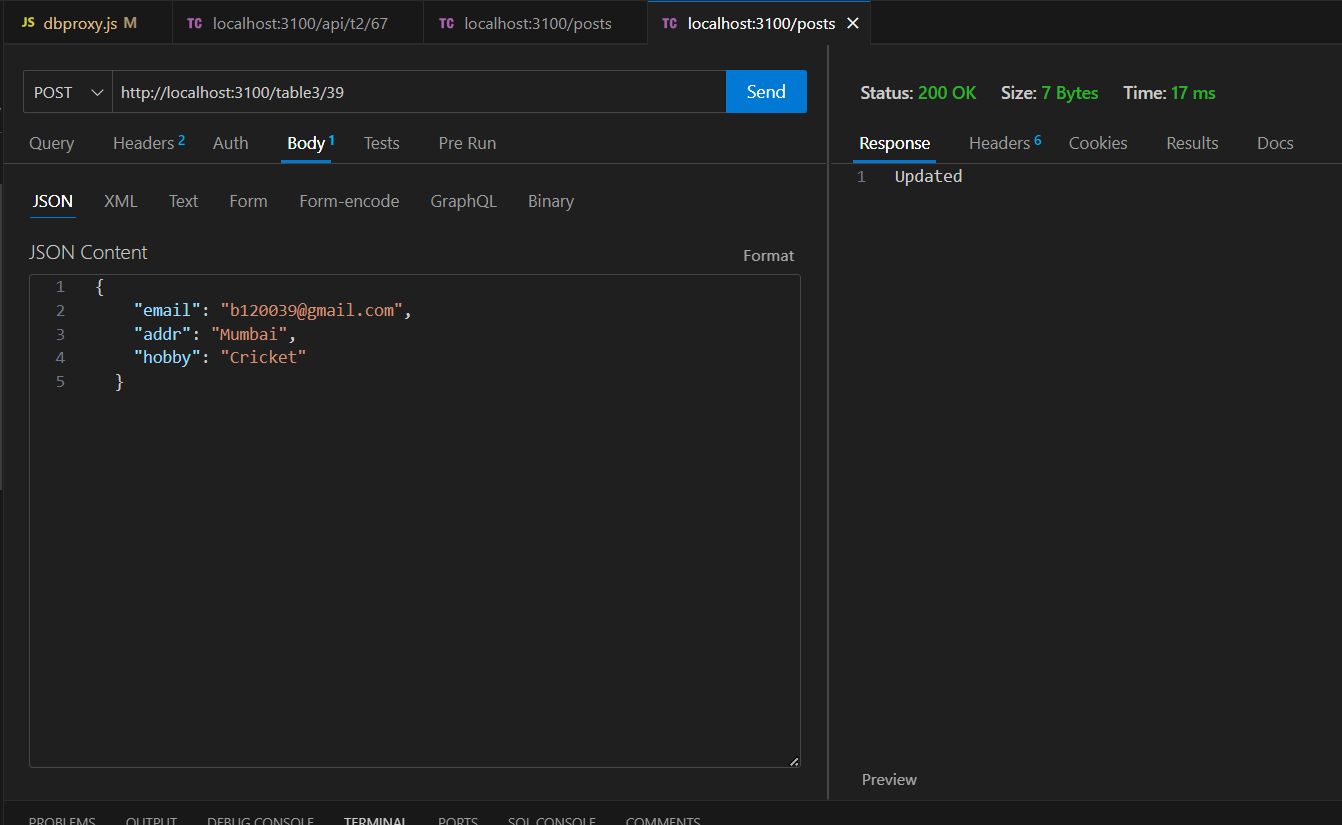 JS dbproxy.js M TC localhost:3100/api/t2/67 TC localhost:3100/posts TC localhost:3100/posts
POST http://localhost:3100/table3/39 Send
Query Headers 2 Auth Body 1 Tests Pre Run
JSON XML Text Form Form-encode GraphQL Binary
JSON Content Format
1 {
2 "email": "b120039@gmail.com",
3 "addr": "Mumbai",
4 "hobby": "Cricket"
5 }
Status: 200 OK Size: 7 Bytes Time: 17 ms
Response Headers 6 Cookies Results Docs
1 Updated
Preview
PROBLEMS OUTPUT DEBUG CONSOLE TERMINAL PORTS SQL CONSOLE COMMENTS